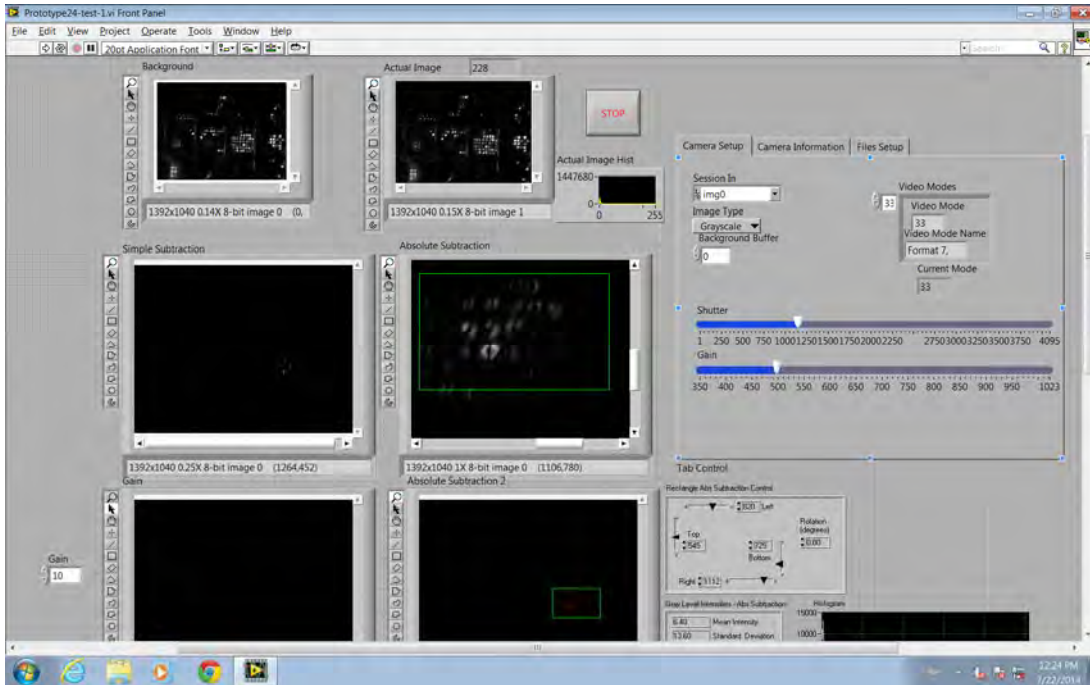 Prototype24-test-1.vi Front Panel
File Edit View Project Operate Tools Window Help
20pt Application Font
Search
Background
Actual Image 228
STOP
1392x1040 0.14X 8-bit image 0 (0,
1392x1040 0.15X 8-bit image 1
Actual Image Hist
1447680
0
0 255
Camera Setup Camera Information Files Setup
Session In
img0
Image Type
Grayscale
Background Buffer
0
Video Modes
33
Video Mode
33
Video Mode Name
Format 7,
Current Mode
33
Shutter
1 250 500 750 1000 1250 1500 1750 2000 2250 2750 3000 3250 3500 3750 4095
Gain
350 400 450 500 550 600 650 700 750 800 850 900 950 1023
Simple Subtraction
Absolute Subtraction
1392x1040 0.25X 8-bit image 0 (1264,452)
1392x1040 1X 8-bit image 0 (1106,780)
Gain
Absolute Subtraction 2
Gain
10
Tab Control
Rectangle Abs Subtraction Control
820 Left
Top
545
725
Bottom
Rotation
(degrees)
0.00
Right 1112
Gray Level Intensities - Abs Subtraction
6.40 Mean Intensity
13.60 Standard Deviation
Histogram
15000
10000
12:24 PM